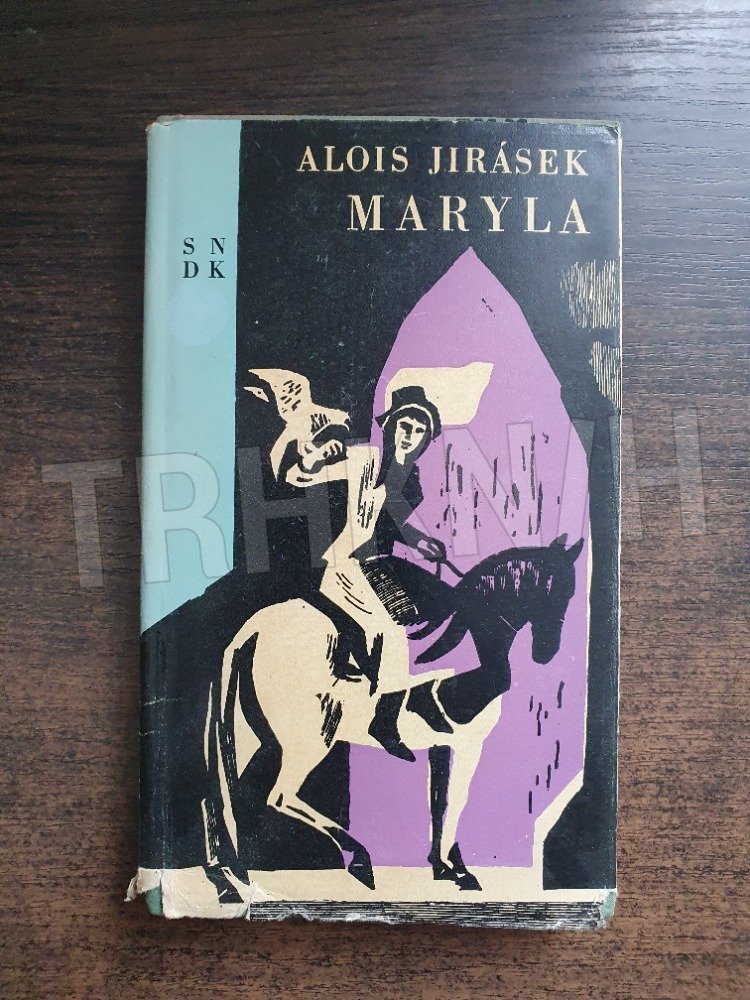 ALOIS JIRÁSEK
MARYLA
S N
D K
TRHKNIH